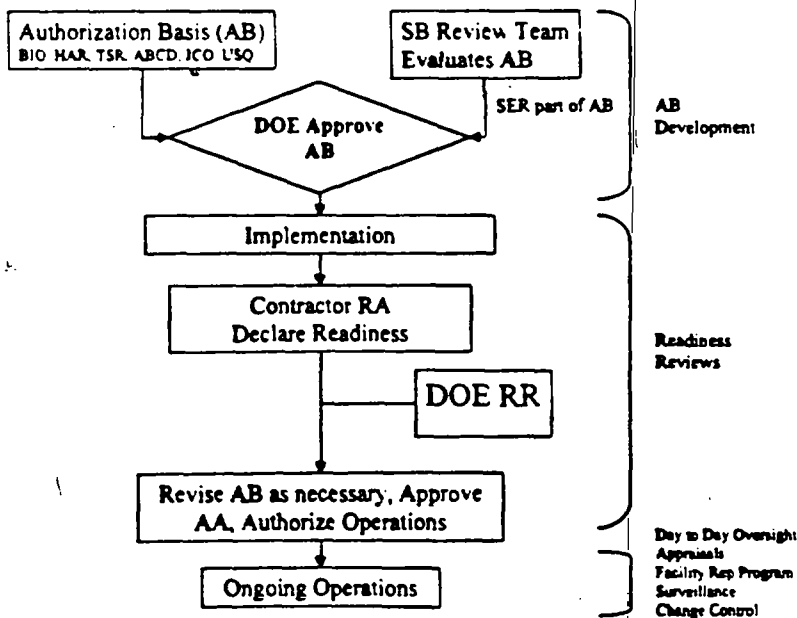 Authorization Basis (AB)
BIO HAR TSR ABCD, JCO USQ
SB Review Team
Evaluates AB
SER part of AB
AB
Development
DOE Approve
AB
Implementation
Contractor RA
Declare Readiness
Readiness
Reviews
DOE RR
Revise AB as necessary, Approve
AA, Authorize Operations
Ongoing Operations
Day to Day Oversight
Appraisals
Facility Rep Program
Surveillance
Change Control